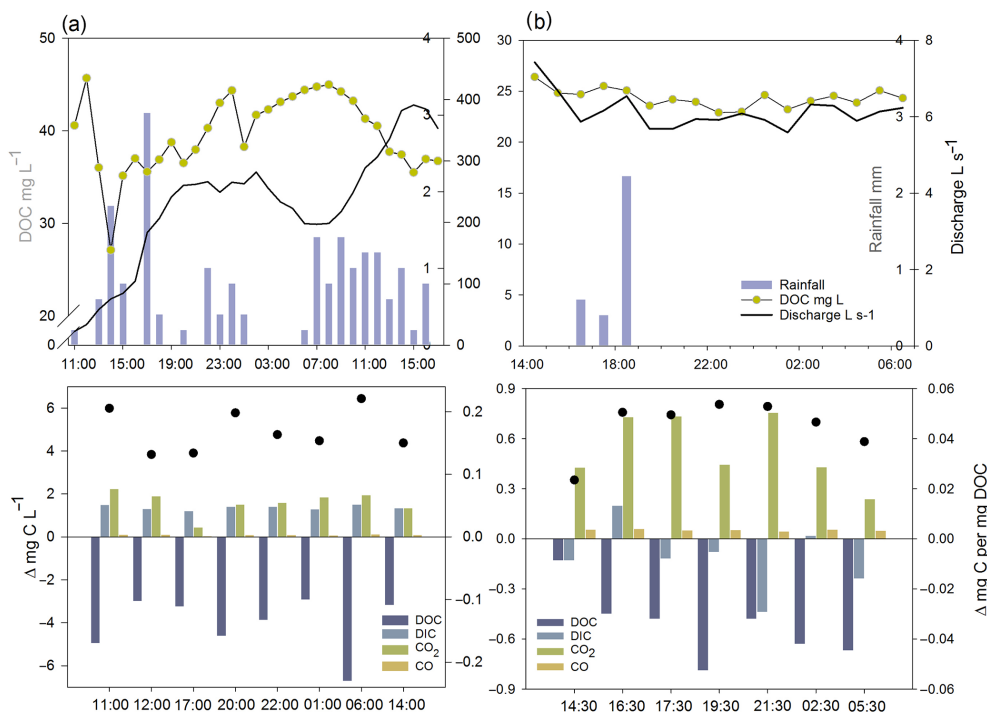 (a)
(b)
50
40
30
20
0
DOC mg L⁻¹
4
3
2
1
0
500
400
300
200
100
0
11:00 15:00 19:00 23:00 03:00 07:00 11:00 15:00
30
25
20
15
10
5
0
4
3
2
1
0
Rainfall mm
8
6
4
2
0
Discharge L s⁻¹
Rainfall
DOC mg L
Discharge L s-1
14:00 18:00 22:00 02:00 06:00
6
4
2
0
−2
−4
−6
Δ mg C L⁻¹
0.2
0.1
0.0
−0.1
−0.2
DOC
DIC
CO₂
CO
11:00 12:00 17:00 20:00 22:00 01:00 06:00 14:00
0.9
0.6
0.3
0.0
−0.3
−0.6
−0.9
0.06
0.04
0.02
0.00
−0.02
−0.04
−0.06
Δ mg C per mg DOC
DOC
DIC
CO₂
CO
14:30 16:30 17:30 19:30 21:30 02:30 05:30